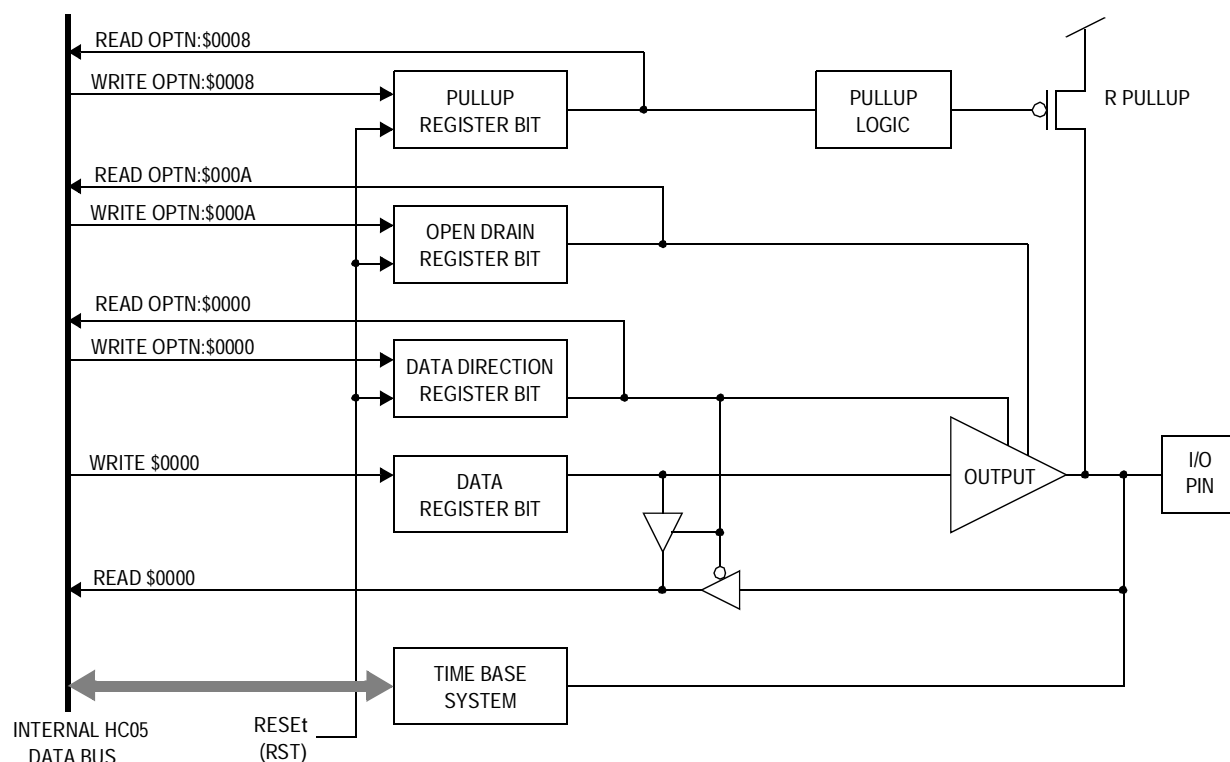 READ OPTN:$0008
WRITE OPTN:$0008
PULLUP
REGISTER BIT
PULLUP
LOGIC
R PULLUP
READ OPTN:$000A
WRITE OPTN:$000A
OPEN DRAIN
REGISTER BIT
READ OPTN:$0000
WRITE OPTN:$0000
DATA DIRECTION
REGISTER BIT
WRITE $0000
DATA
REGISTER BIT
OUTPUT
I/O
PIN
READ $0000
TIME BASE
SYSTEM
INTERNAL HC05
DATA BUS
RESEt
(RST)